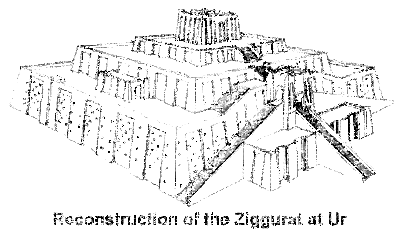 Reconstruction of the Ziggurat at Ur